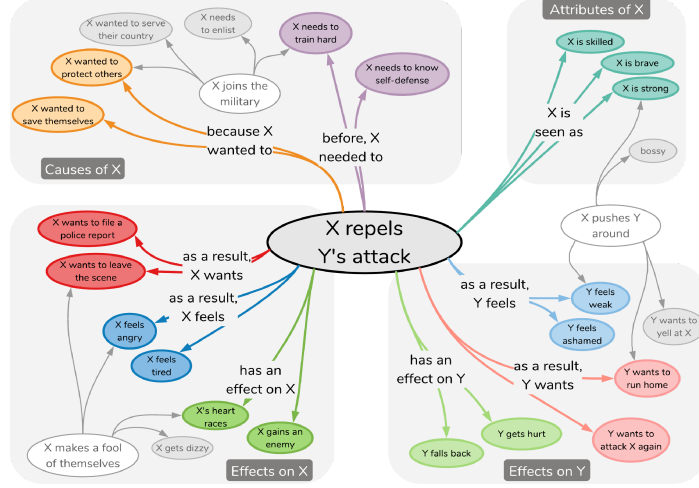 Attributes of X
X wanted to serve
their country
X needs
to enlist
X needs to
train hard
X is skilled
X wanted to
protect others
X needs to know
self-defense
X is brave
X joins the
military
X is strong
X wanted to
save themselves
X is
seen as
because X
wanted to
before, X
needed to
bossy
Causes of X
X repels
Y's attack
X pushes Y
around
X wants to file a
police report
as a result,
X wants
X wants to leave
the scene
as a result,
X feels
as a result,
Y feels
Y feels
weak
X feels
angry
Y feels
ashamed
Y wants to
yell at X
X feels
tired
has an
effect on X
has an
effect on Y
as a result,
Y wants
Y wants to
run home
X's heart
races
X gains an
enemy
Y gets hurt
Y wants to
attack X again
X makes a fool
of themselves
X gets dizzy
Y falls back
Effects on X
Effects on Y